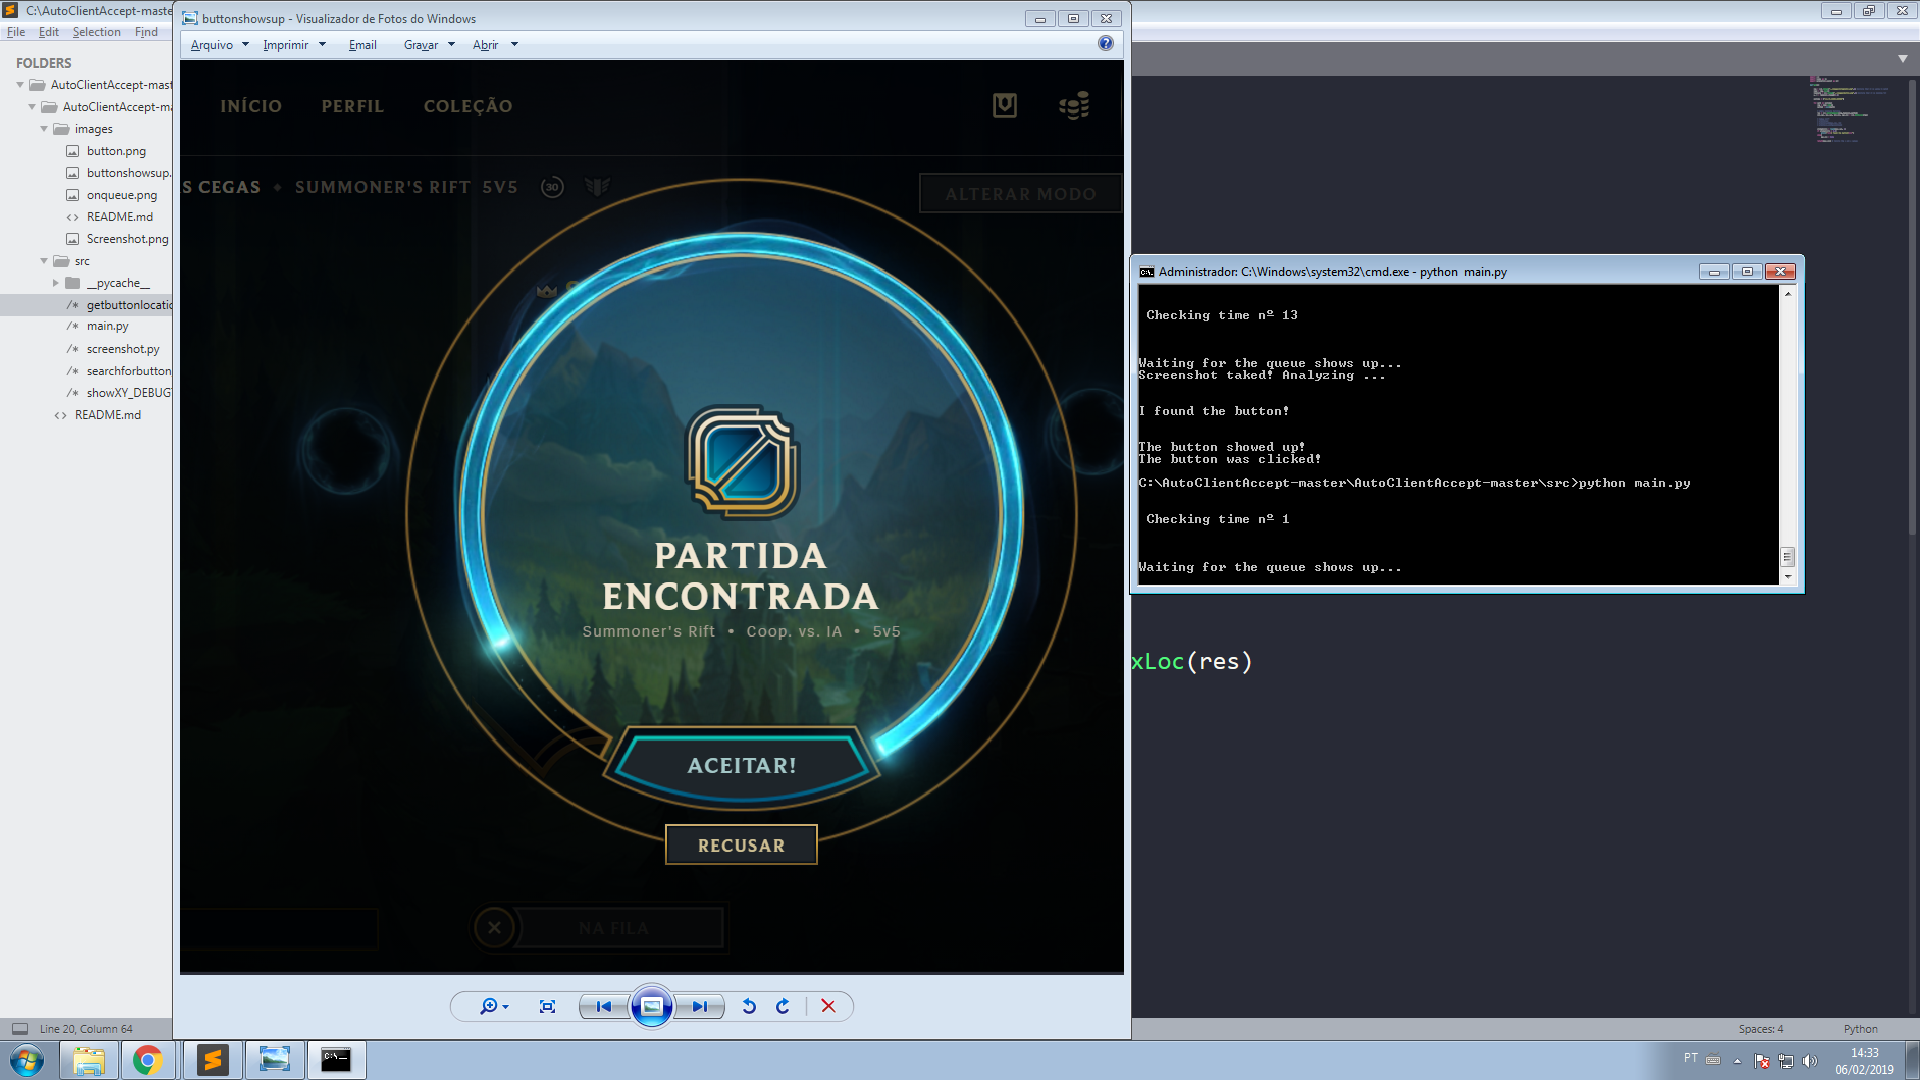 C:\AutoClientAccept-maste
File Edit Selection Find
FOLDERS
AutoClientAccept-mast
AutoClientAccept-ma
images
button.png
buttonshowsup.
onqueue.png
README.md
Screenshot.png
src
__pycache__
getbuttonlocatio
main.py
screenshot.py
searchforbutton
showXY_DEBUG
README.md
Line 20, Column 64
buttonshowsup - Visualizador de Fotos do Windows
Arquivo Imprimir Email Gravar Abrir
INÍCIO PERFIL COLEÇÃO
S CEGAS SUMMONER'S RIFT 5V5 30
ALTERAR MODO
PARTIDA
ENCONTRADA
Summoner's Rift • Coop. vs. IA • 5v5
ACEITAR!
RECUSAR
NA FILA
Administrador: C:\Windows\system32\cmd.exe - python main.py
Checking time nº 13
Waiting for the queue shows up...
Screenshot taked! Analyzing ...
I found the button!
The button showed up!
The button was clicked!
C:\AutoClientAccept-master\AutoClientAccept-master\src>python main.py
Checking time nº 1
Waiting for the queue shows up...
xLoc(res)
Spaces: 4 Python
PT
14:33
06/02/2019